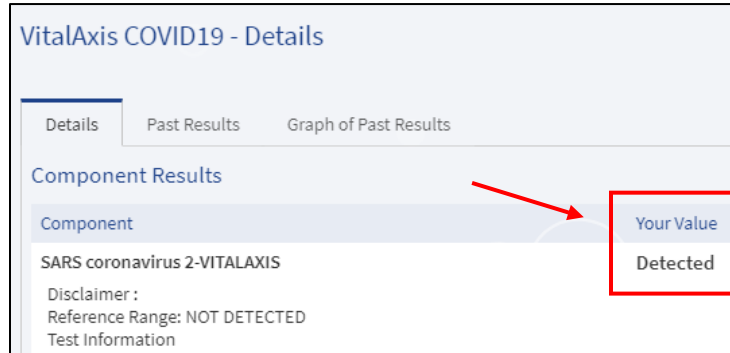 VitalAxis COVID19 - Details
Details Past Results Graph of Past Results
Component Results
Component Your Value
SARS coronavirus 2-VITALAXIS Detected
Disclaimer :
Reference Range: NOT DETECTED
Test Information